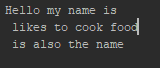 Hello my name is
likes to cook food
is also the name